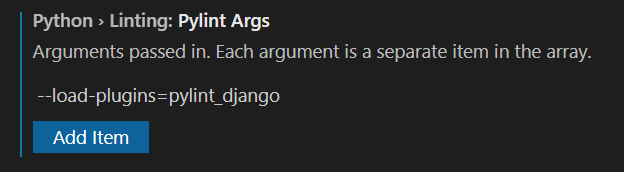 Python › Linting: Pylint Args
Arguments passed in. Each argument is a separate item in the array.
--load-plugins=pylint_django
Add Item